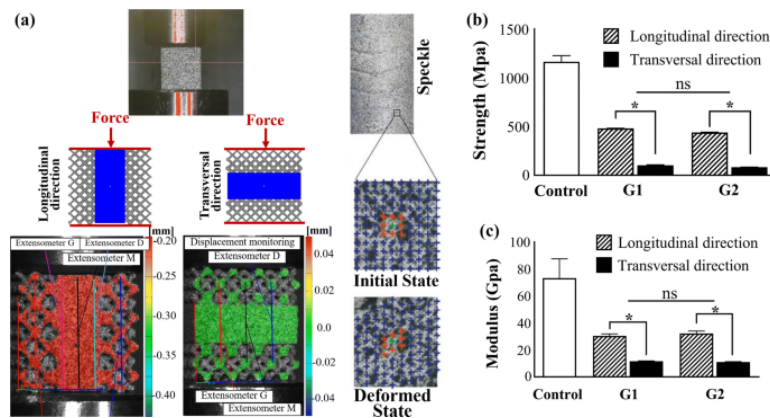 (a)
Speckle
Force
Force
Longitudinal
direction
Transversal
direction
[mm]
-0.20
-0.25
-0.30
-0.35
-0.40
Extensometer G
Extensometer D
Extensometer M
[mm]
0.04
0.02
0.0
-0.02
-0.04
Displacement monitoring
Extensometer D
Extensometer G
Extensometer M
Initial State
Deformed
State
(b)
Longitudinal direction
Transversal direction
Strength (Mpa)
1500
1000
500
0
ns
*
*
Control
G1
G2
(c)
Longitudinal direction
Transversal direction
Modulus (Gpa)
100
80
60
40
20
0
ns
*
*
Control
G1
G2